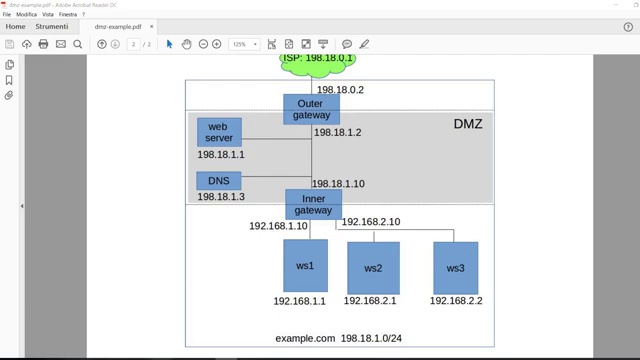 dmz-example.pdf - Adobe Acrobat Reader DC
File Modifica Vista Finestra ?
Home Strumenti dmz-example.pdf ×
2 / 2 125%
ISP: 198.18.0.1
198.18.0.2
Outer
gateway
198.18.1.2
DMZ
web
server
198.18.1.1
DNS
198.18.1.3
198.18.1.10
Inner
gateway
192.168.1.10
192.168.2.10
ws1
ws2
ws3
192.168.1.1
192.168.2.1
192.168.2.2
example.com 198.18.1.0/24